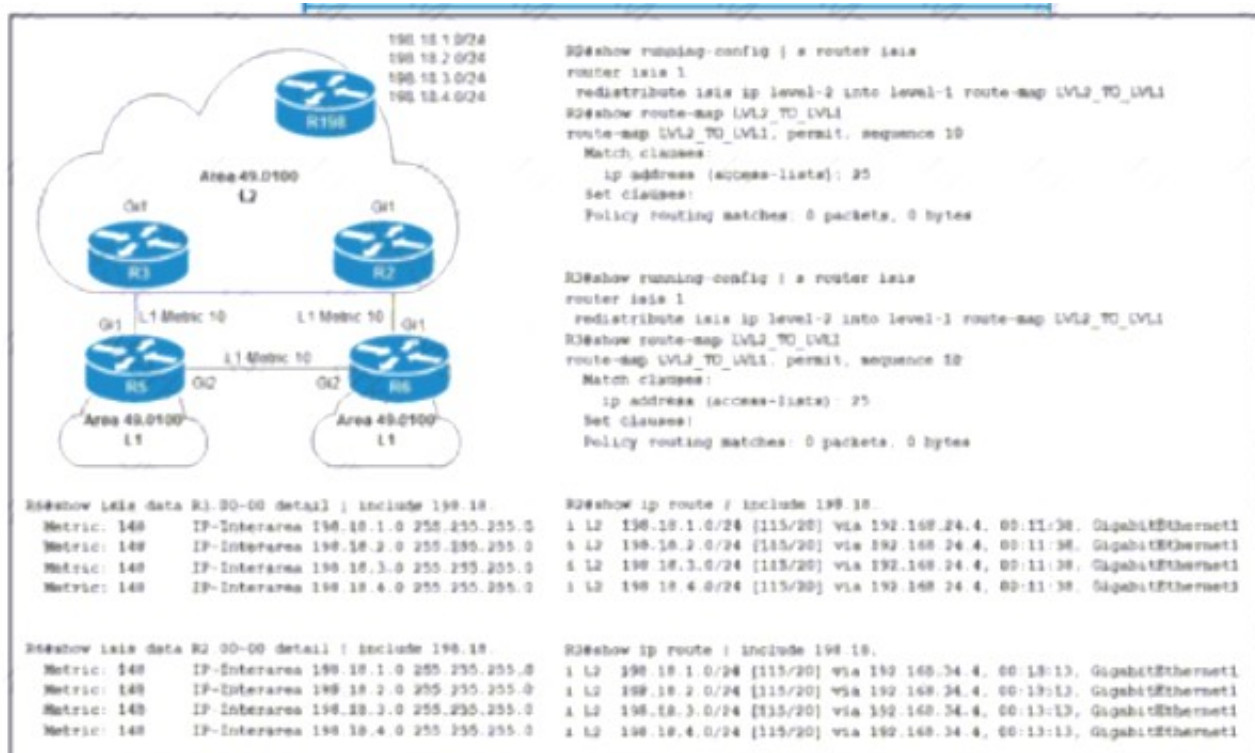 198.18.1.0/24
198.18.2.0/24
198.18.3.0/24
198.18.4.0/24
R198
Area 49.0100
L2
Gi1
Gi1
R3
R2
Gi1
L1 Metric 10
L1 Metric 10
Gi1
L1 Metric 10
R5
Gi2
Gi2
R6
Area 49.0100
L1
Area 49.0100
L1
R2#show running-config | s router isis
router isis 1
redistribute isis ip level-2 into level-1 route-map LVL2_TO_LVL1
R2#show route-map LVL2_TO_LVL1
route-map LVL2_TO_LVL1, permit, sequence 10
Match clauses:
ip address (access-lists): 25
Set clauses:
Policy routing matches: 0 packets, 0 bytes
R3#show running-config | s router isis
router isis 1
redistribute isis ip level-2 into level-1 route-map LVL2_TO_LVL1
R3#show route-map LVL2_TO_LVL1
route-map LVL2_TO_LVL1, permit, sequence 10
Match clauses:
ip address (access-lists): 25
Set clauses:
Policy routing matches: 0 packets, 0 bytes
R6#show isis data R3.00-00 detail | include 198.18.
Metric: 148 IP-Interarea 198.18.1.0 255.255.255.0
Metric: 148 IP-Interarea 198.18.2.0 255.255.255.0
Metric: 148 IP-Interarea 198.18.3.0 255.255.255.0
Metric: 148 IP-Interarea 198.18.4.0 255.255.255.0
R6#show isis data R2.00-00 detail | include 198.18.
Metric: 148 IP-Interarea 198.18.1.0 255.255.255.0
Metric: 148 IP-Interarea 198.18.2.0 255.255.255.0
Metric: 148 IP-Interarea 198.18.3.0 255.255.255.0
Metric: 148 IP-Interarea 198.18.4.0 255.255.255.0
R2#show ip route | include 198.18.
i L2 198.18.1.0/24 [115/20] via 192.168.24.4, 00:11:38, GigabitEthernet1
i L2 198.18.2.0/24 [115/20] via 192.168.24.4, 00:11:38, GigabitEthernet1
i L2 198.18.3.0/24 [115/20] via 192.168.24.4, 00:11:38, GigabitEthernet1
i L2 198.18.4.0/24 [115/20] via 192.168.24.4, 00:11:38, GigabitEthernet1
R3#show ip route | include 198.18.
i L2 198.18.1.0/24 [115/20] via 192.168.34.4, 00:13:13, GigabitEthernet1
i L2 198.18.2.0/24 [115/20] via 192.168.34.4, 00:13:13, GigabitEthernet1
i L2 198.18.3.0/24 [115/20] via 192.168.34.4, 00:13:13, GigabitEthernet1
i L2 198.18.4.0/24 [115/20] via 192.168.34.4, 00:13:13, GigabitEthernet1